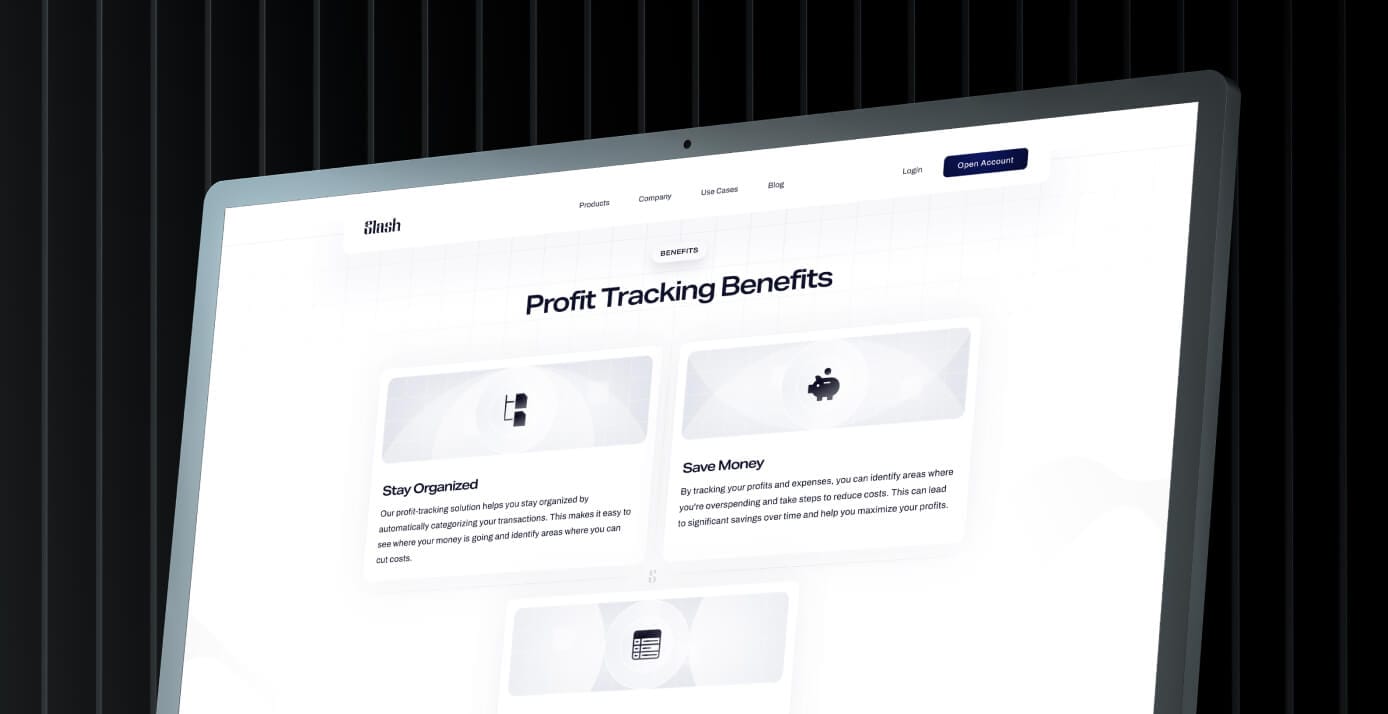 Slash
Products
Company
Use Cases
Blog
Login
Open Account
BENEFITS
Profit Tracking Benefits
Stay Organized
Our profit-tracking solution helps you stay organized by
automatically categorizing your transactions. This makes it easy to
see where your money is going and identify areas where you can
cut costs.
Save Money
By tracking your profits and expenses, you can identify areas where
you're overspending and take steps to reduce costs. This can lead
to significant savings over time and help you maximize your profits.
S